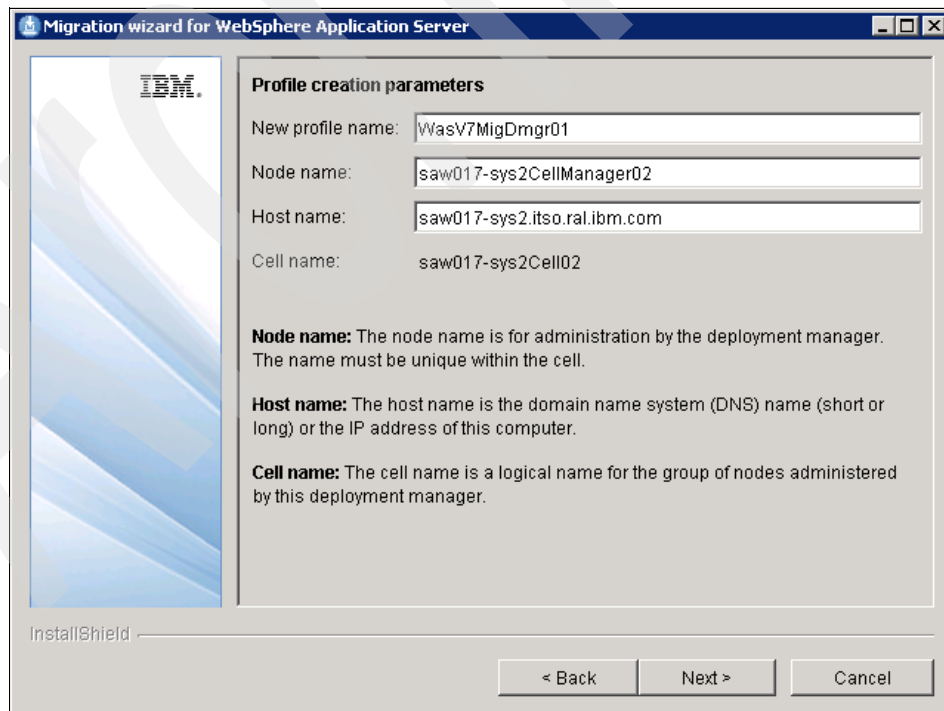 Migration wizard for WebSphere Application Server
IBM.
Profile creation parameters
New profile name: WasV7MigDmgr01
Node name: saw017-sys2CellManager02
Host name: saw017-sys2.itso.ral.ibm.com
Cell name: saw017-sys2Cell02
Node name: The node name is for administration by the deployment manager.
The name must be unique within the cell.
Host name: The host name is the domain name system (DNS) name (short or
long) or the IP address of this computer.
Cell name: The cell name is a logical name for the group of nodes administered
by this deployment manager.
InstallShield
< Back Next > Cancel